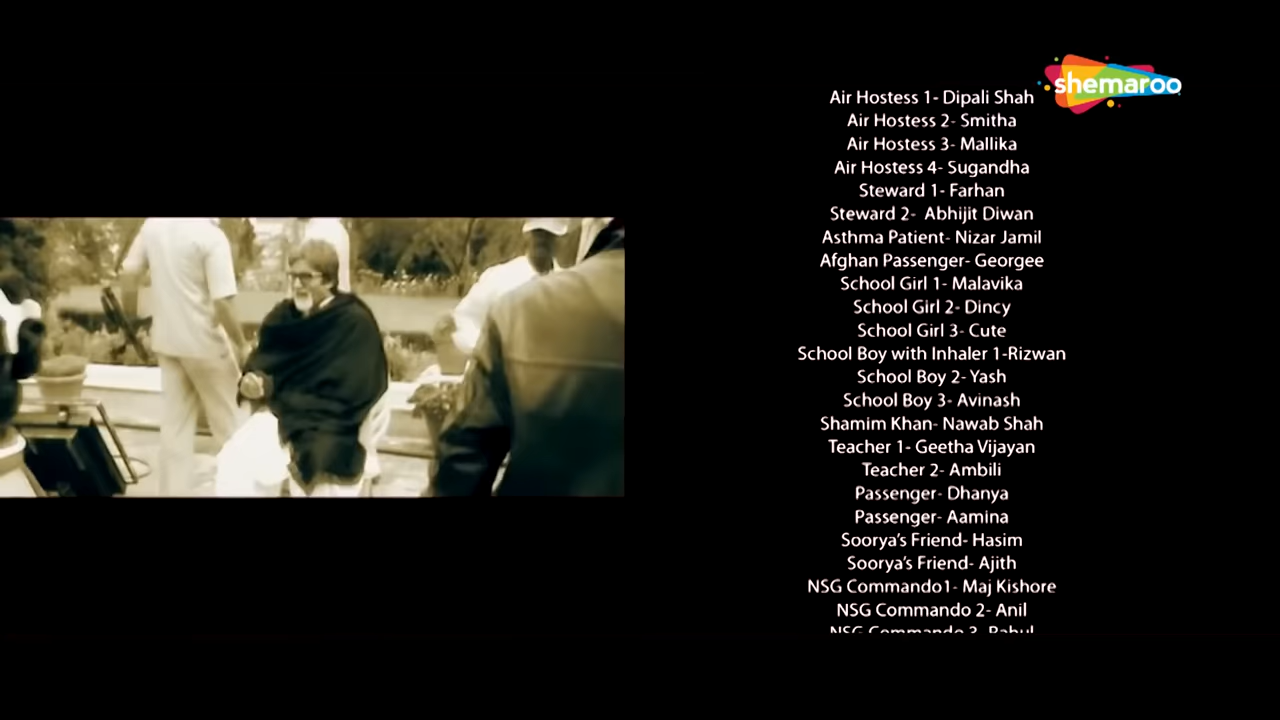 shemaroo
Air Hostess 1- Dipali Shah
Air Hostess 2- Smitha
Air Hostess 3- Mallika
Air Hostess 4- Sugandha
Steward 1- Farhan
Steward 2-  Abhijit Diwan
Asthma Patient- Nizar Jamil
Afghan Passenger- Georgee
School Girl 1- Malavika
School Girl 2- Dincy
School Girl 3- Cute
School Boy with Inhaler 1-Rizwan
School Boy 2- Yash
School Boy 3- Avinash
Shamim Khan- Nawab Shah
Teacher 1- Geetha Vijayan
Teacher 2- Ambili
Passenger- Dhanya
Passenger- Aamina
Soorya's Friend- Hasim
Soorya's Friend- Ajith
NSG Commando1- Maj Kishore
NSG Commando 2- Anil
NSG Commando 3- Rahul